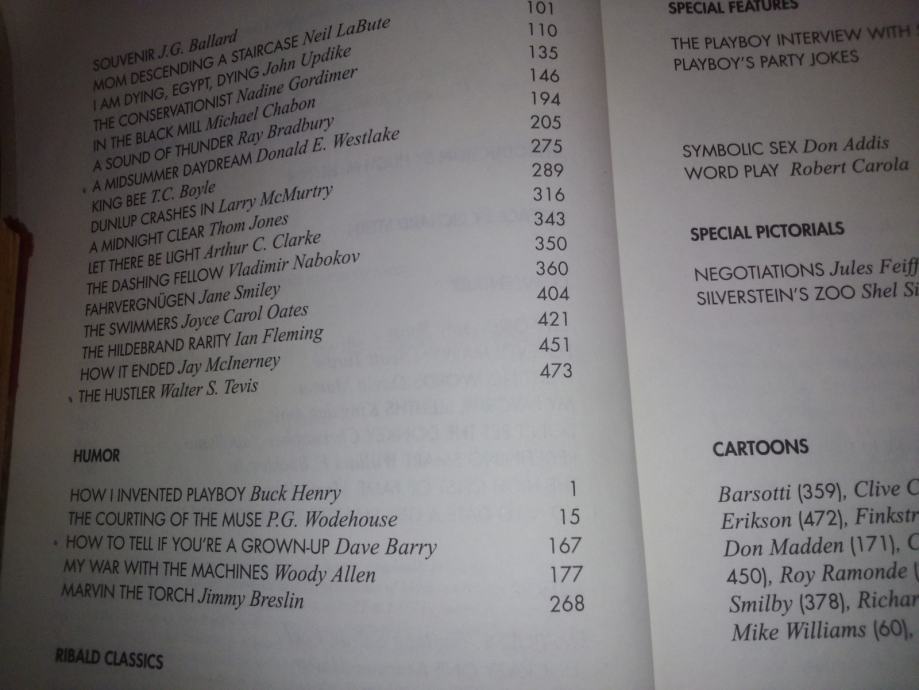 SOUVENIR J.G. Ballard
MOM DESCENDING A STAIRCASE Neil LaBute 101
I AM DYING, EGYPT, DYING John Updike 110
THE CONSERVATIONIST Nadine Gordimer 135
IN THE BLACK MILL Michael Chabon 146
A SOUND OF THUNDER Ray Bradbury 194
A MIDSUMMER DAYDREAM Donald E. Westlake 205
KING BEE T.C. Boyle 275
DUNLUP CRASHES IN Larry McMurtry 289
A MIDNIGHT CLEAR Thom Jones 316
LET THERE BE LIGHT Arthur C. Clarke 343
THE DASHING FELLOW Vladimir Nabokov 350
FAHRVERGNÜGEN Jane Smiley 360
THE SWIMMERS Joyce Carol Oates 404
THE HILDEBRAND RARITY Ian Fleming 421
HOW IT ENDED Jay McInerney 451
THE HUSTLER Walter S. Tevis 473
HUMOR
HOW I INVENTED PLAYBOY Buck Henry 1
THE COURTING OF THE MUSE P.G. Wodehouse 15
HOW TO TELL IF YOU'RE A GROWN-UP Dave Barry 167
MY WAR WITH THE MACHINES Woody Allen 177
MARVIN THE TORCH Jimmy Breslin 268
RIBALD CLASSICS
SPECIAL FEATURES
THE PLAYBOY INTERVIEW WITH
PLAYBOY'S PARTY JOKES
SYMBOLIC SEX Don Addis
WORD PLAY Robert Carola
SPECIAL PICTORIALS
NEGOTIATIONS Jules Feiff
SILVERSTEIN'S ZOO Shel Si
CARTOONS
Barsotti (359), Clive C
Erikson (472), Finkstr
Don Madden (171), C
450), Roy Ramonde (
Smilby (378), Richar
Mike Williams (60),